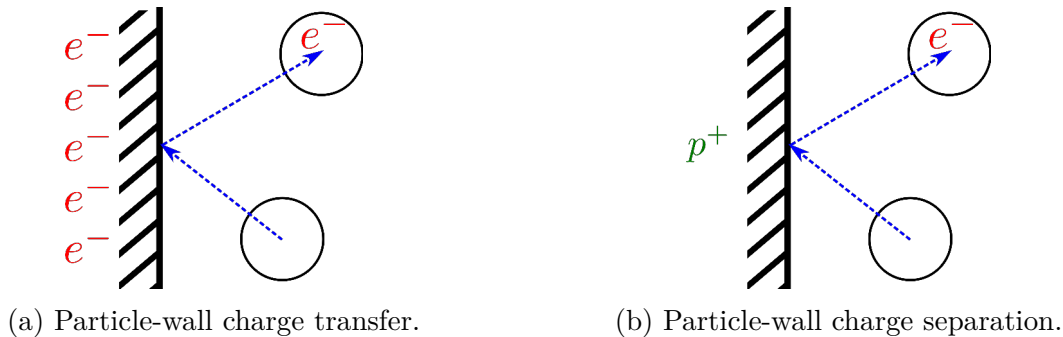 e⁻
e⁻
e⁻
e⁻
e⁻
e⁻
(a) Particle-wall charge transfer.
e⁻
p⁺
(b) Particle-wall charge separation.